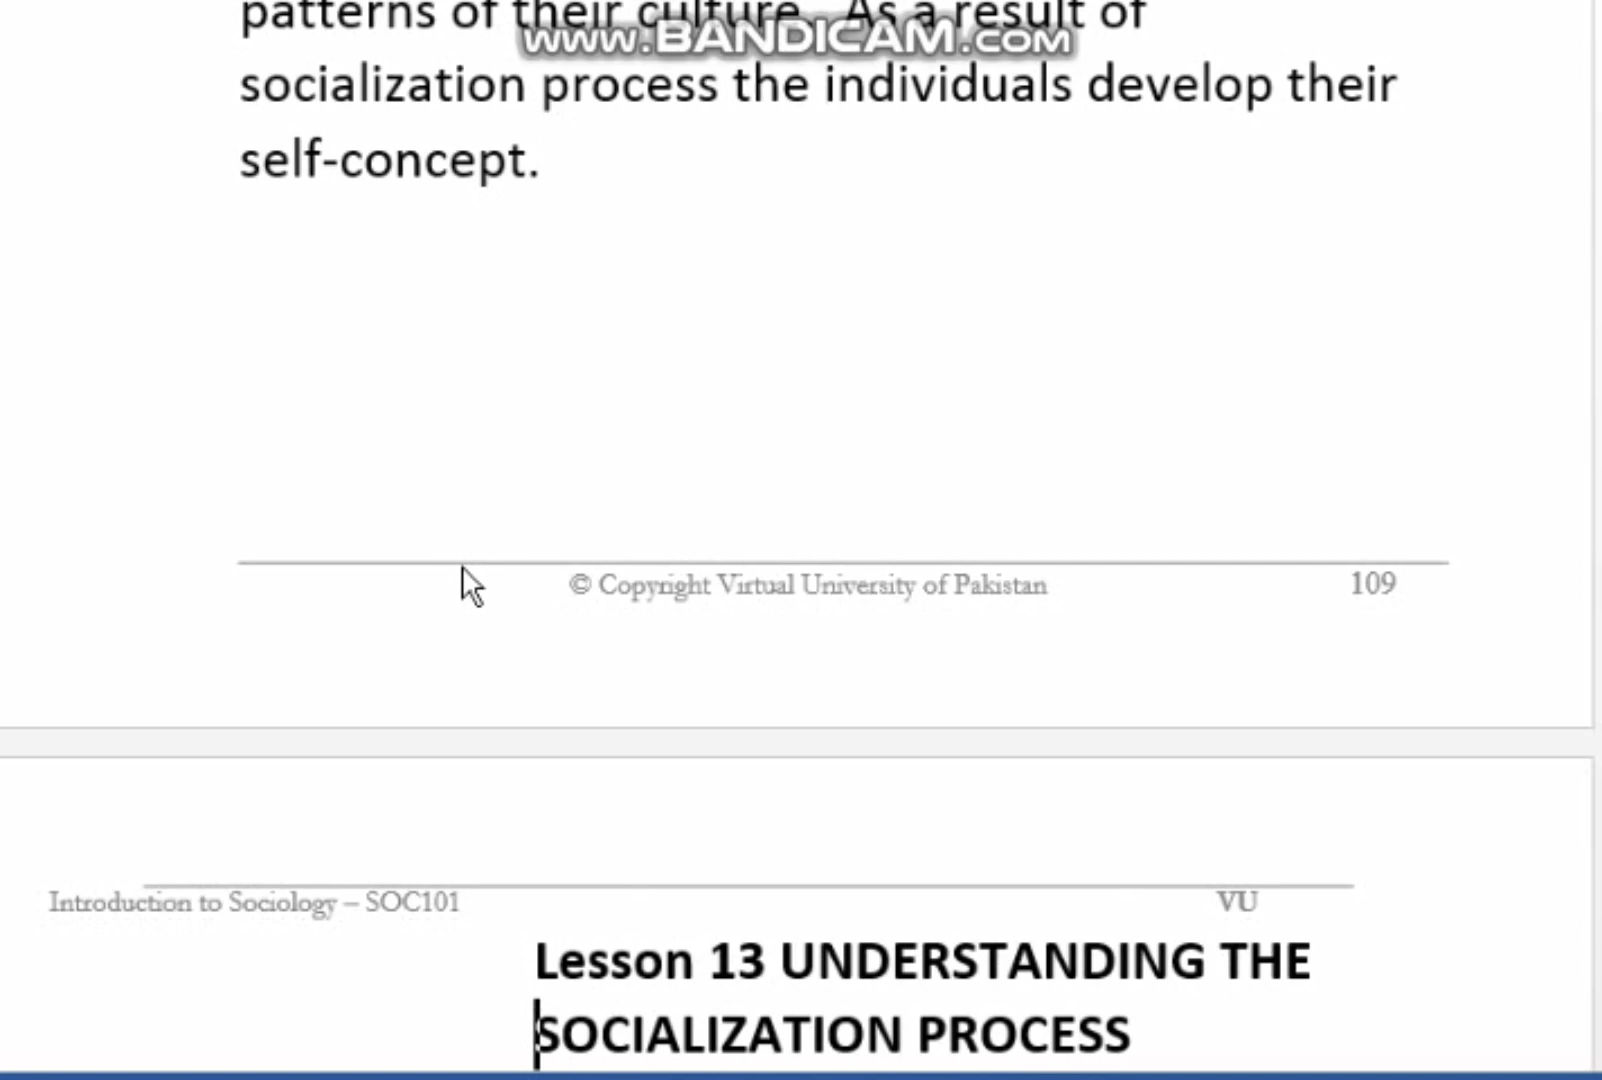 patterns of their culture. As a result of
www.BANDICAM.com
socialization process the individuals develop their
self-concept.
© Copyright Virtual University of Pakistan 109
Introduction to Sociology – SOC101 VU
Lesson 13 UNDERSTANDING THE
SOCIALIZATION PROCESS